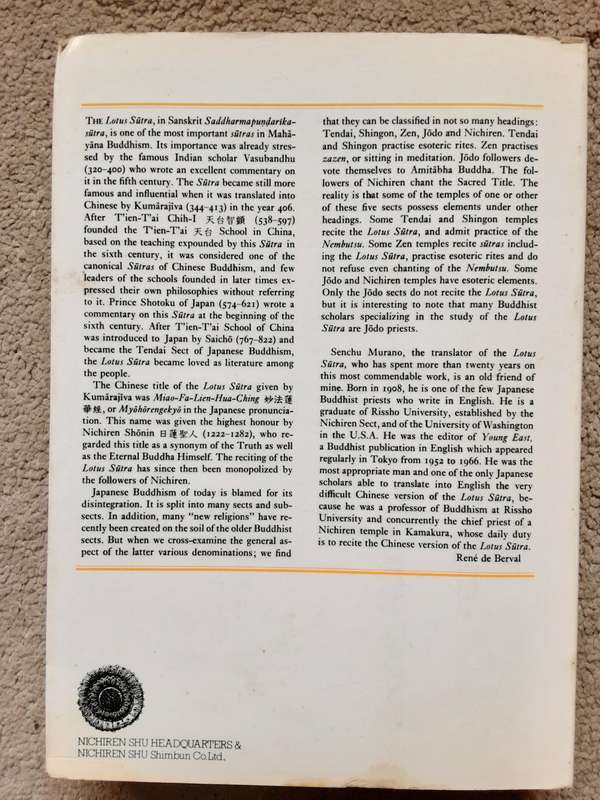 THE Lotus Sūtra, in Sanskrit Saddharmapuṇḍarīka-
sūtra, is one of the most important sūtras in Mahā-
yāna Buddhism. Its importance was already stres-
sed by the famous Indian scholar Vasubandhu
(320–400) who wrote an excellent commentary on
it in the fifth century. The Sūtra became still more
famous and influential when it was translated into
Chinese by Kumārajīva (344–413) in the year 406.
After T'ien-T'ai Chih-I 天台智顗 (538–597)
founded the T'ien-T'ai 天台 School in China,
based on the teaching expounded by this Sūtra in
the sixth century, it was considered one of the
canonical Sūtras of Chinese Buddhism, and few
leaders of the schools founded in later times ex-
pressed their own philosophies without referring
to it. Prince Shotoku of Japan (574–621) wrote a
commentary on this Sūtra at the beginning of the
sixth century. After T'ien-T'ai School of China
was introduced to Japan by Saichō (767–822) and
became the Tendai Sect of Japanese Buddhism,
the Lotus Sūtra became loved as literature among
the people.
The Chinese title of the Lotus Sūtra given by
Kumārajīva was Miao-Fa-Lien-Hua-Ching 妙法蓮
華経, or Myōhōrengekyō in the Japanese pronuncia-
tion. This name was given the highest honour by
Nichiren Shōnin 日蓮聖人 (1222–1282), who re-
garded this title as a synonym of the Truth as well
as the Eternal Buddha Himself. The reciting of the
Lotus Sūtra has since then been monopolized by
the followers of Nichiren.
Japanese Buddhism of today is blamed for its
disintegration. It is split into many sects and sub-
sects. In addition, many “new religions” have re-
cently been created on the soil of the older Buddhist
sects. But when we cross-examine the general as-
pect of the latter various denominations; we find
that they can be classified in not so many headings:
Tendai, Shingon, Zen, Jōdo and Nichiren. Tendai
and Shingon practise esoteric rites. Zen practises
zazen, or sitting in meditation. Jōdo followers de-
vote themselves to Amitābha Buddha. The fol-
lowers of Nichiren chant the Sacred Title. The
reality is that some of the temples of one or other
of these five sects possess elements under other
headings. Some Tendai and Shingon temples
recite the Lotus Sūtra, and admit practice of the
Nembutsu. Some Zen temples recite sūtras includ-
ing the Lotus Sūtra, practise esoteric rites and do
not refuse even chanting of the Nembutsu. Some
Jōdo and Nichiren temples have esoteric elements.
Only the Jōdo sects do not recite the Lotus Sūtra,
but it is interesting to note that many Buddhist
scholars specializing in the study of the Lotus
Sūtra are Jōdo priests.
Senchu Murano, the translator of the Lotus
Sūtra, who has spent more than twenty years on
this most commendable work, is an old friend of
mine. Born in 1908, he is one of the few Japanese
Buddhist priests who write in English. He is a
graduate of Rissho University, established by the
Nichiren Sect, and of the University of Washington
in the U.S.A. He was the editor of Young East,
a Buddhist publication in English which appeared
regularly in Tokyo from 1952 to 1966. He was the
most appropriate man and one of the only Japanese
scholars able to translate into English the very
difficult Chinese version of the Lotus Sūtra, be-
cause he was a professor of Buddhism at Rissho
University and concurrently the chief priest of a
Nichiren temple in Kamakura, whose daily duty
is to recite the Chinese version of the Lotus Sūtra.
René de Berval
NICHIREN SHU HEADQUARTERS &
NICHIREN SHU Shimbun Co.Ltd.